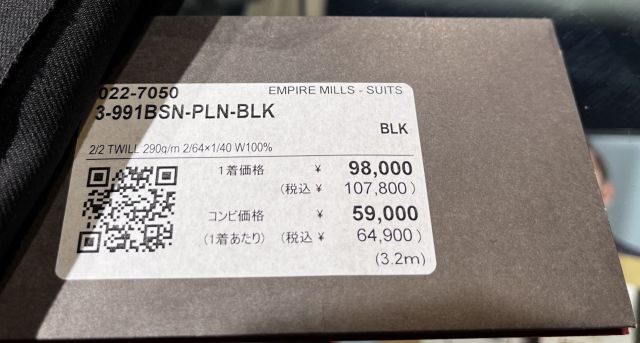 022-7050 EMPIRE MILLS - SUITS
3-991BSN-PLN-BLK
BLK
2/2 TWILL 290g/m 2/64×1/40 W100%
1着価格 ¥ 98,000
(税込 ¥ 107,800)
コンビ価格 ¥ 59,000
(1着あたり) (税込 ¥ 64,900)
(3.2m)